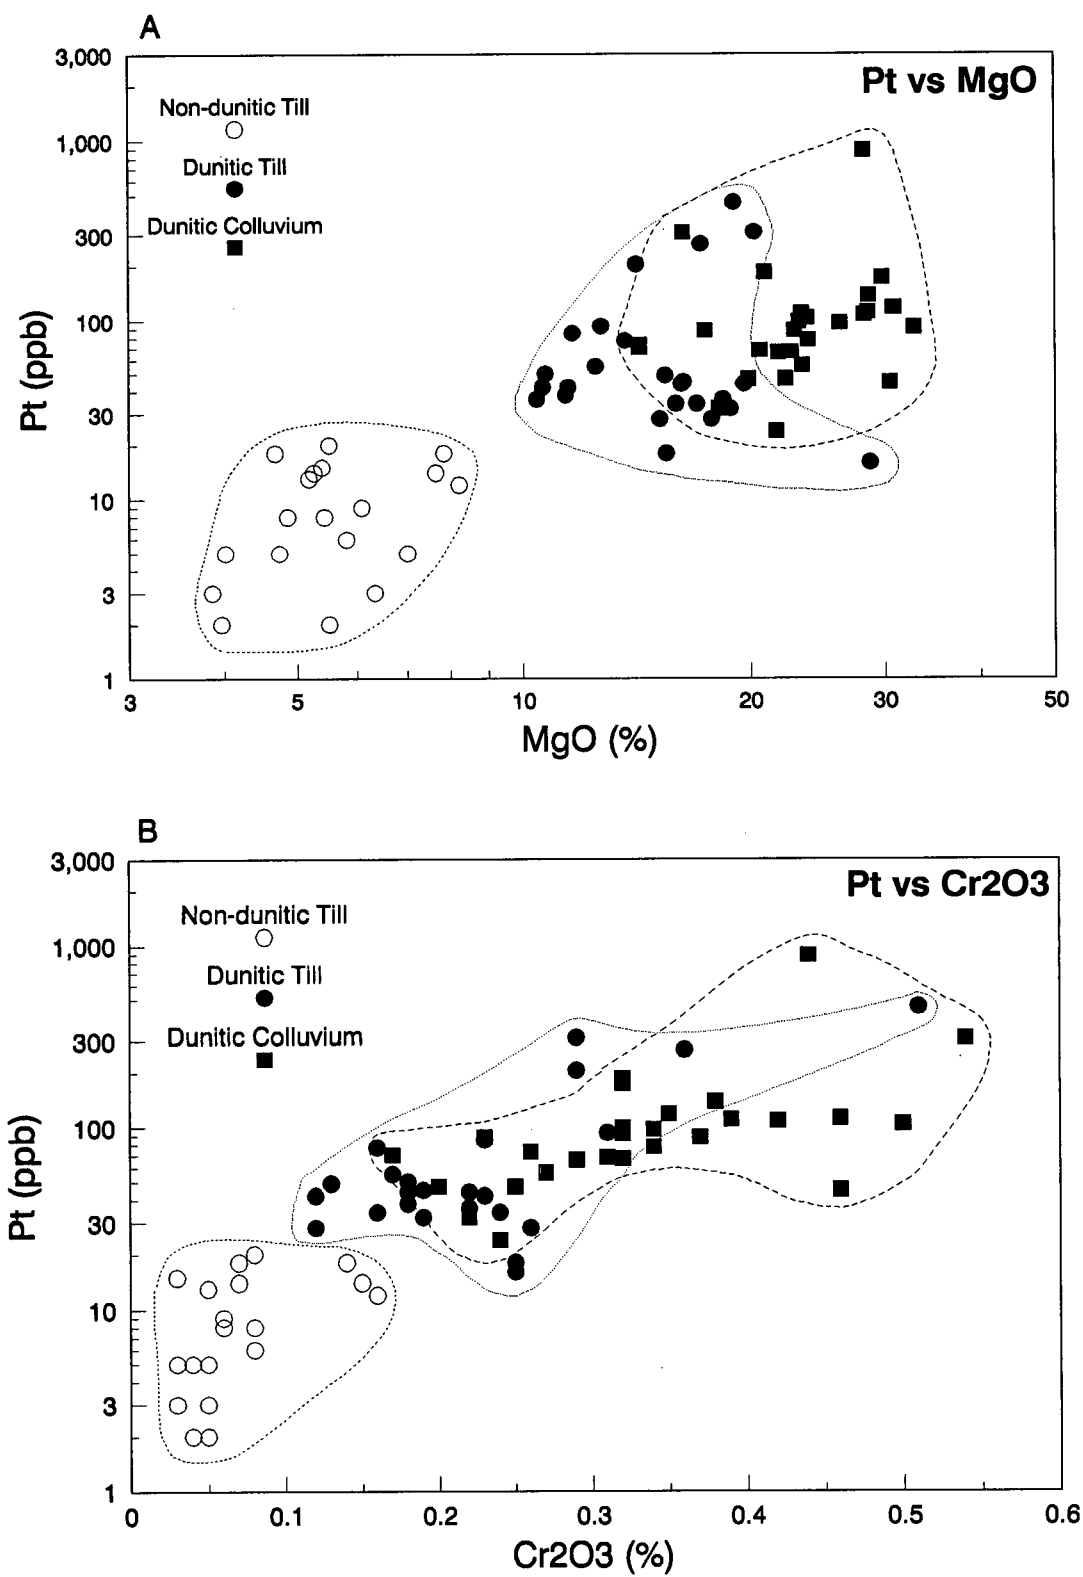 A
Pt vs MgO
3,000
1,000
300
100
30
10
3
1
Pt (ppb)
Non-dunitic Till
Dunitic Till
Dunitic Colluvium
3 5 10 20 30 50
MgO (%)
B
Pt vs Cr2O3
3,000
1,000
300
100
30
10
3
1
Pt (ppb)
Non-dunitic Till
Dunitic Till
Dunitic Colluvium
0 0.1 0.2 0.3 0.4 0.5 0.6
Cr2O3 (%)